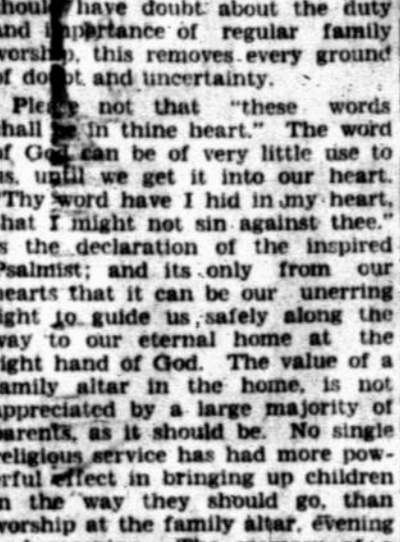 should have doubt about the duty
and importance of regular family
worship, this removes every ground
of doubt and uncertainty.
Please not that "these words
shall be in thine heart." The word
of God can be of very little use to
us, until we get it into our heart.
"Thy word have I hid in my heart,
that I might not sin against thee."
is the declaration of the inspired
Psalmist; and its only from our
hearts that it can be our unerring
light to guide us safely along the
way to our eternal home at the
right hand of God. The value of a
family altar in the home, is not
appreciated by a large majority of
parents, as it should be. No single
religious service has had more pow-
erful effect in bringing up children
in the way they should go, than
worship at the family altar, evening